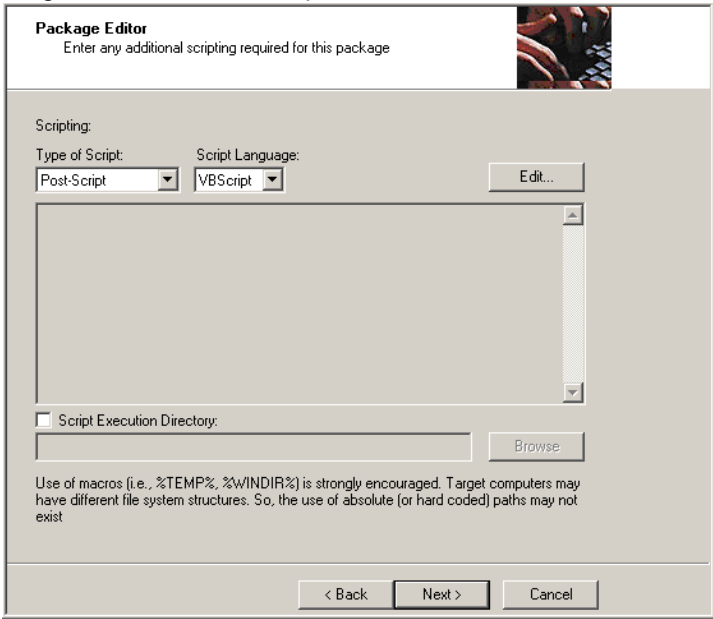 Package Editor
Enter any additional scripting required for this package
Scripting:
Type of Script: Script Language:
Post-Script VBScript Edit...
Script Execution Directory:
Browse
Use of macros (i.e., %TEMP%, %WINDIR%) is strongly encouraged. Target computers may
have different file system structures. So, the use of absolute (or hard coded) paths may not
exist
< Back Next > Cancel